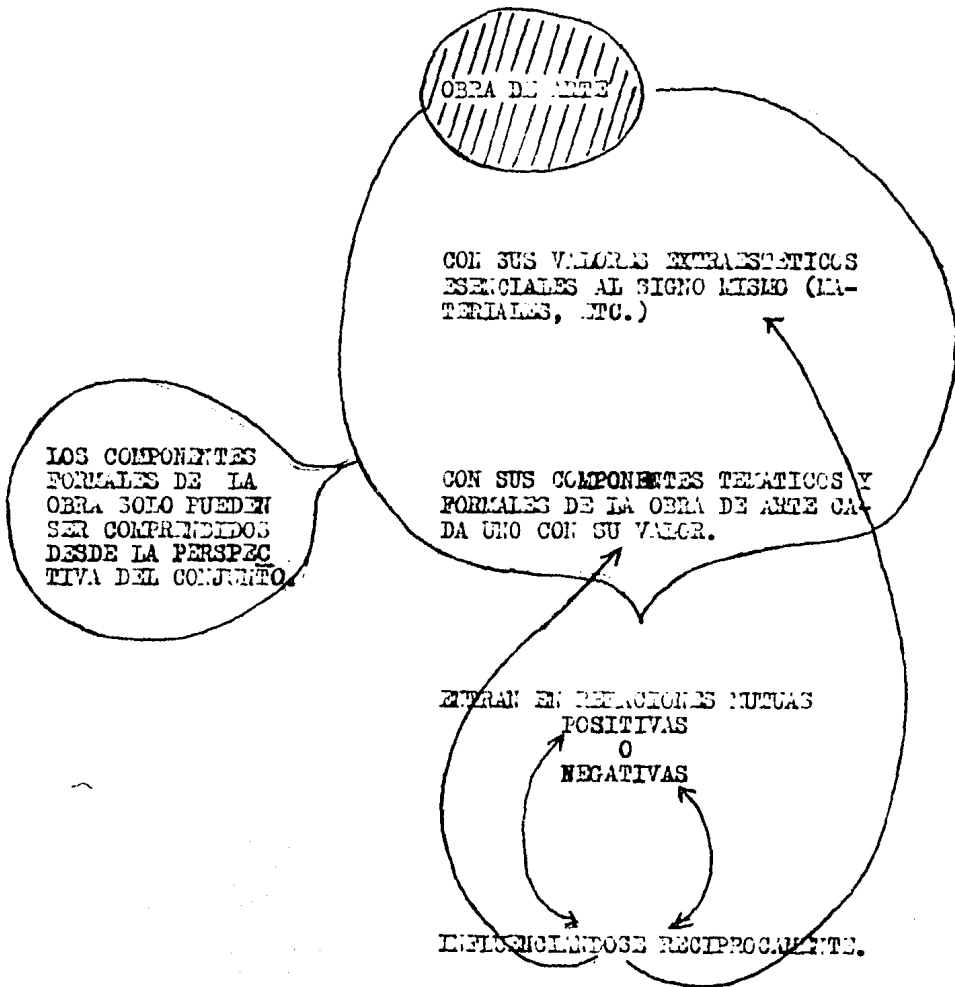 OBRA DE ARTE
CON SUS VALORES EXTRAESTETICOS
ESENCIALES AL SIGNO MISMO (MA-
TERIALES, ETC.)
LOS COMPONENTES
FORMALES DE LA
OBRA SOLO PUEDEN
SER COMPRENDIDOS
DESDE LA PERSPEC
TIVA DEL CONJUNTO.
CON SUS COMPONENTES TEMATICOS Y
FORMALES DE LA OBRA DE ARTE CA-
DA UNO CON SU VALOR.
ENTRAN EN RELACIONES MUTUAS
POSITIVAS
O
NEGATIVAS
INFLUENCIANDOSE RECIPROCAMENTE.